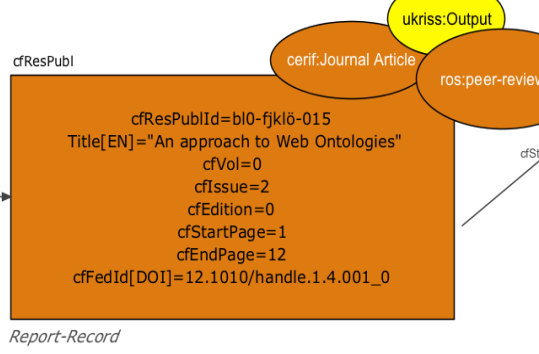 ukriss:Output
cfResPubl
cerif:Journal Article
ros:peer-review
cfSt
cfResPublId=bl0-fjklö-015
Title[EN]="An approach to Web Ontologies"
cfVol=0
cfIssue=2
cfEdition=0
cfStartPage=1
cfEndPage=12
cfFedId[DOI]=12.1010/handle.1.4.001_0
Report-Record